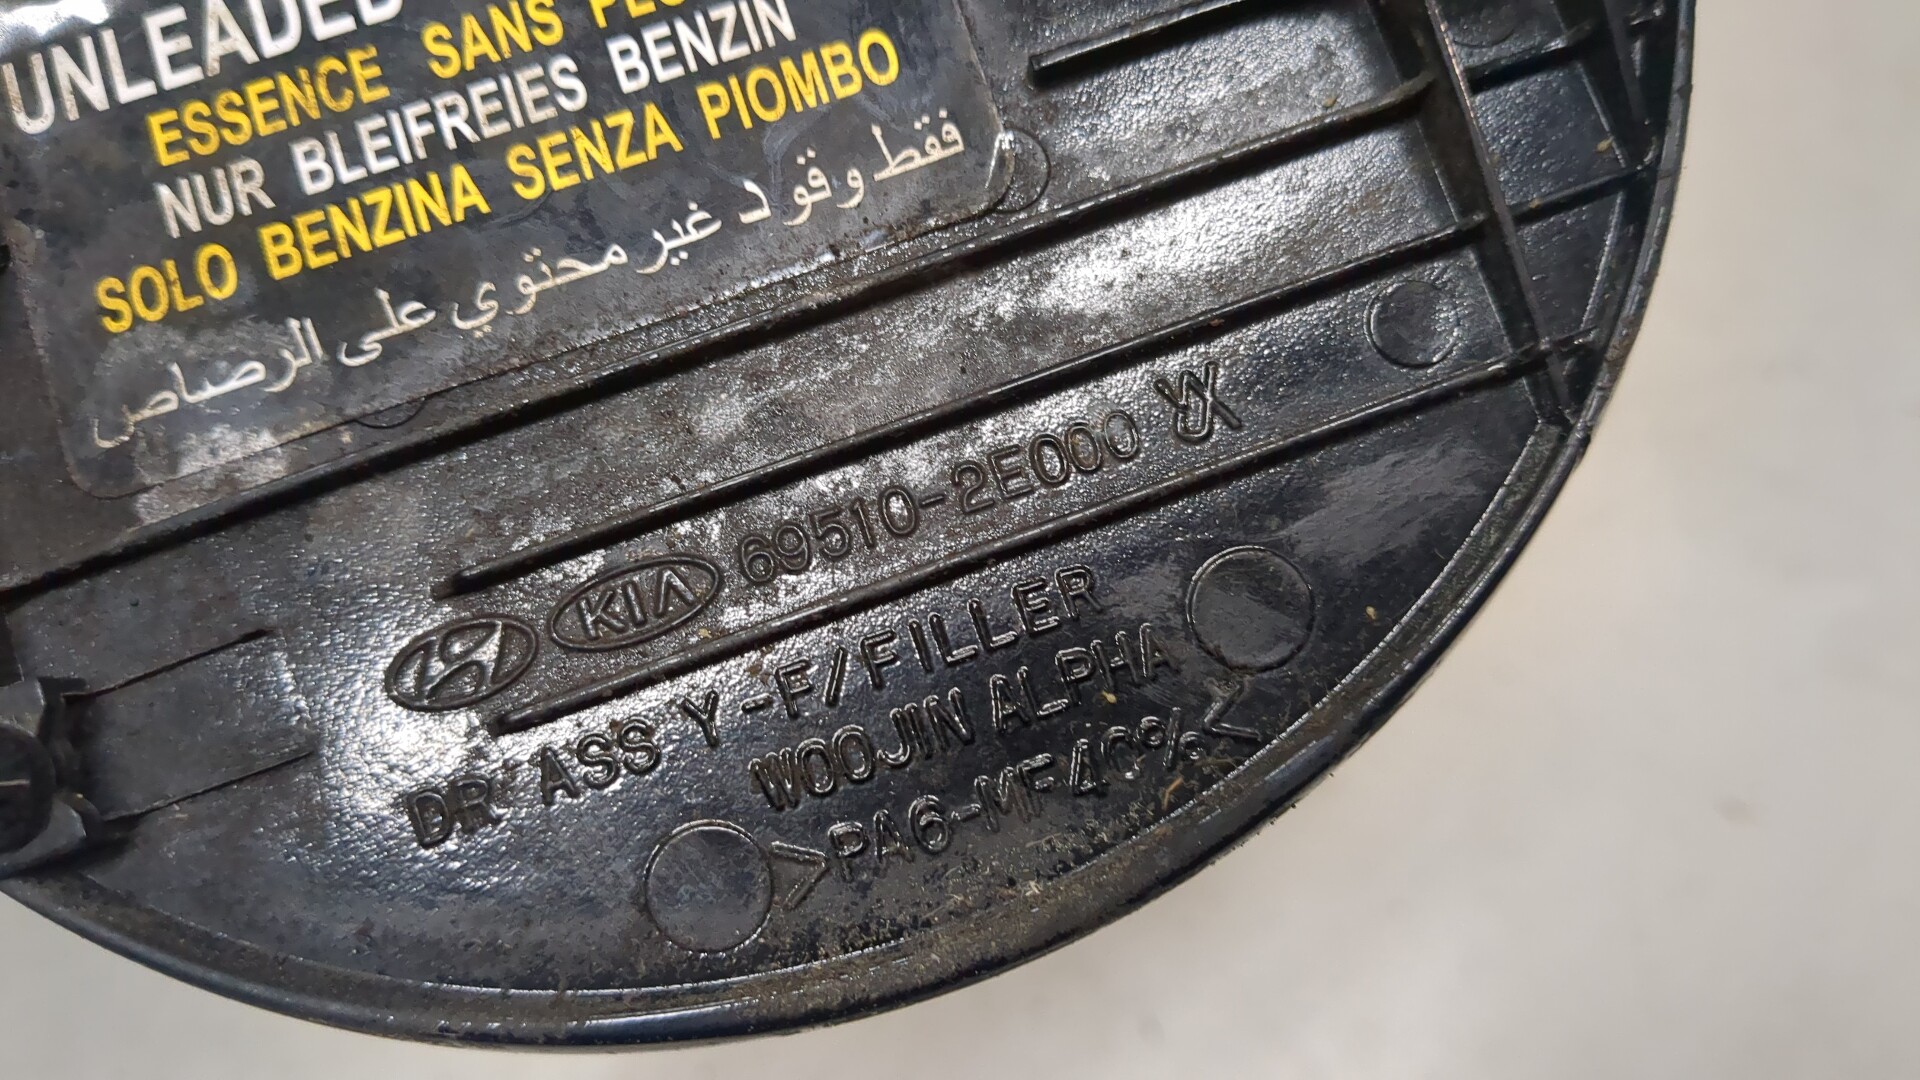 UNLEADED
ESSENCE SANS
NUR BLEIFREIES BENZIN
SOLO BENZINA SENZA PIOMBO
فقط وقود غير محتوي على الرصاص
KIA 69510-2E000
DR ASS Y-F/FILLER
WOOJIN ALPHA
>PA6-MF40%<